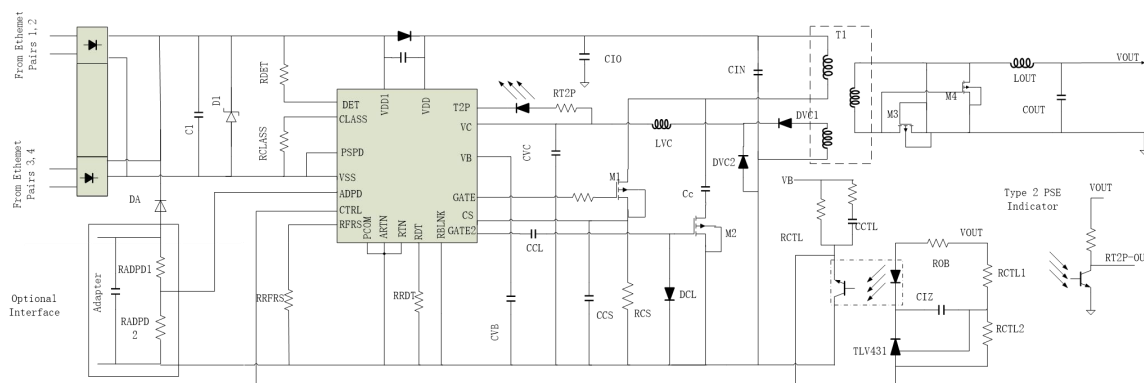 From Ethemet
Pairs 1,2
From Ethemet
Pairs 3,4
C1
D1
DA
RDET
RCLASS
DET
CLASS
PSPD
VSS
ADPD
CTRL
RFRS
VDD1
VDD
T2P
VC
VB
GATE
CS
GATE2
PCOM
ARTN
RTN
RDT
RBLNK
RT2P
CIO
CIN
LVC
CVC
DVC1
DVC2
T1
M1
Cc
M2
CCL
DCL
CCS
RCS
CVB
RRDT
RRFRS
M3
M4
LOUT
COUT
VOUT
VB
RCTL
CCTL
VOUT
ROB
CIZ
RCTL1
RCTL2
TLV431
Type 2 PSE
Indicator
VOUT
RT2P-OU
Optional
Interface
Adapter
RADPD1
RADPD
2